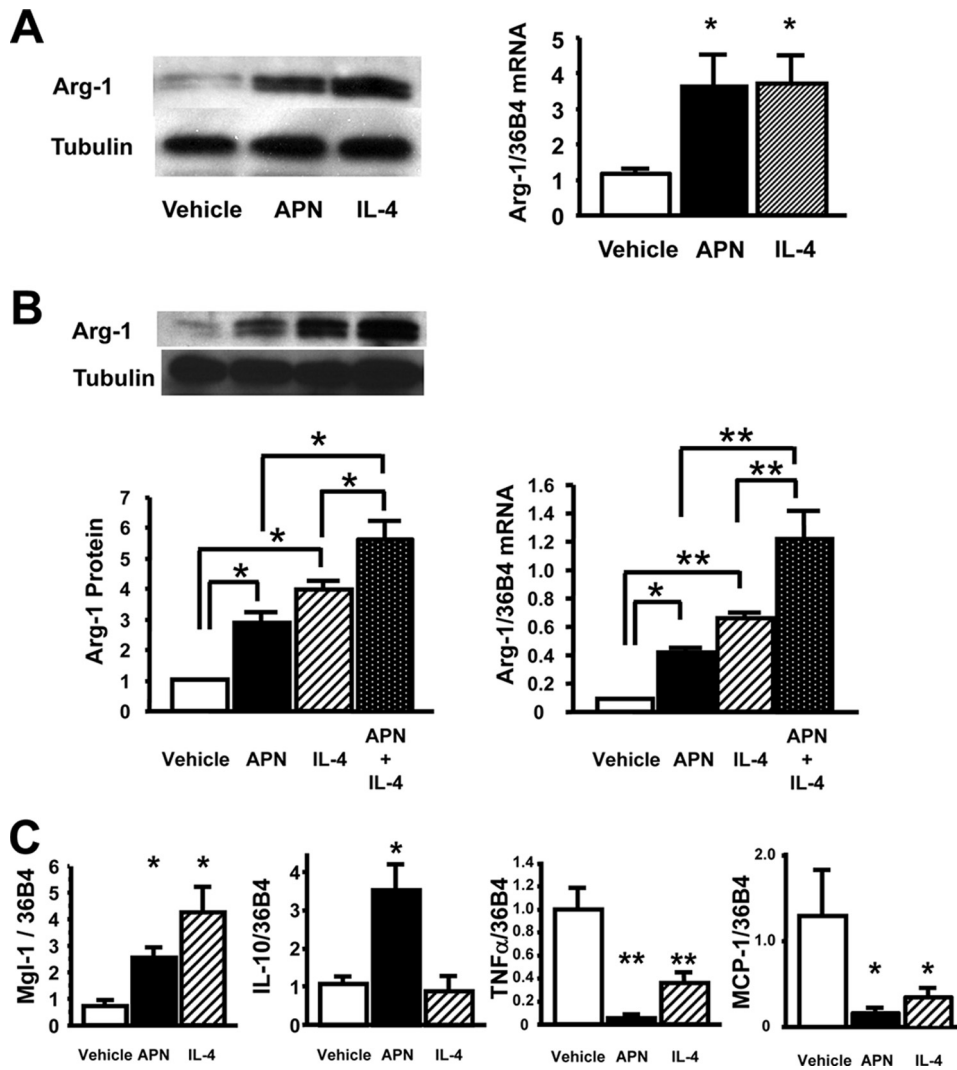 A
Arg-1
Tubulin
Vehicle APN IL-4
Arg-1/36B4 mRNA
5
4
3
2
1
0
* *
Vehicle APN IL-4
B
Arg-1
Tubulin
Arg-1 Protein
7
6
5
4
3
2
1
0
*
*
*
*
Vehicle APN IL-4 APN
+
IL-4
Arg-1/36B4 mRNA
1.6
1.4
1.2
1.0
0.8
0.6
0.4
0.2
0
**
**
**
*
Vehicle APN IL-4 APN
+
IL-4
C
Mgl-1 / 36B4
6
5
4
3
2
1
0
* *
Vehicle APN IL-4
IL-10/36B4
4
3
2
1
0
*
Vehicle APN IL-4
TNFα/36B4
1.4
1.2
1.0
0.8
0.6
0.4
0.2
0
** **
Vehicle APN IL-4
MCP-1/36B4
2.0
1.0
0
* *
Vehicle APN IL-4